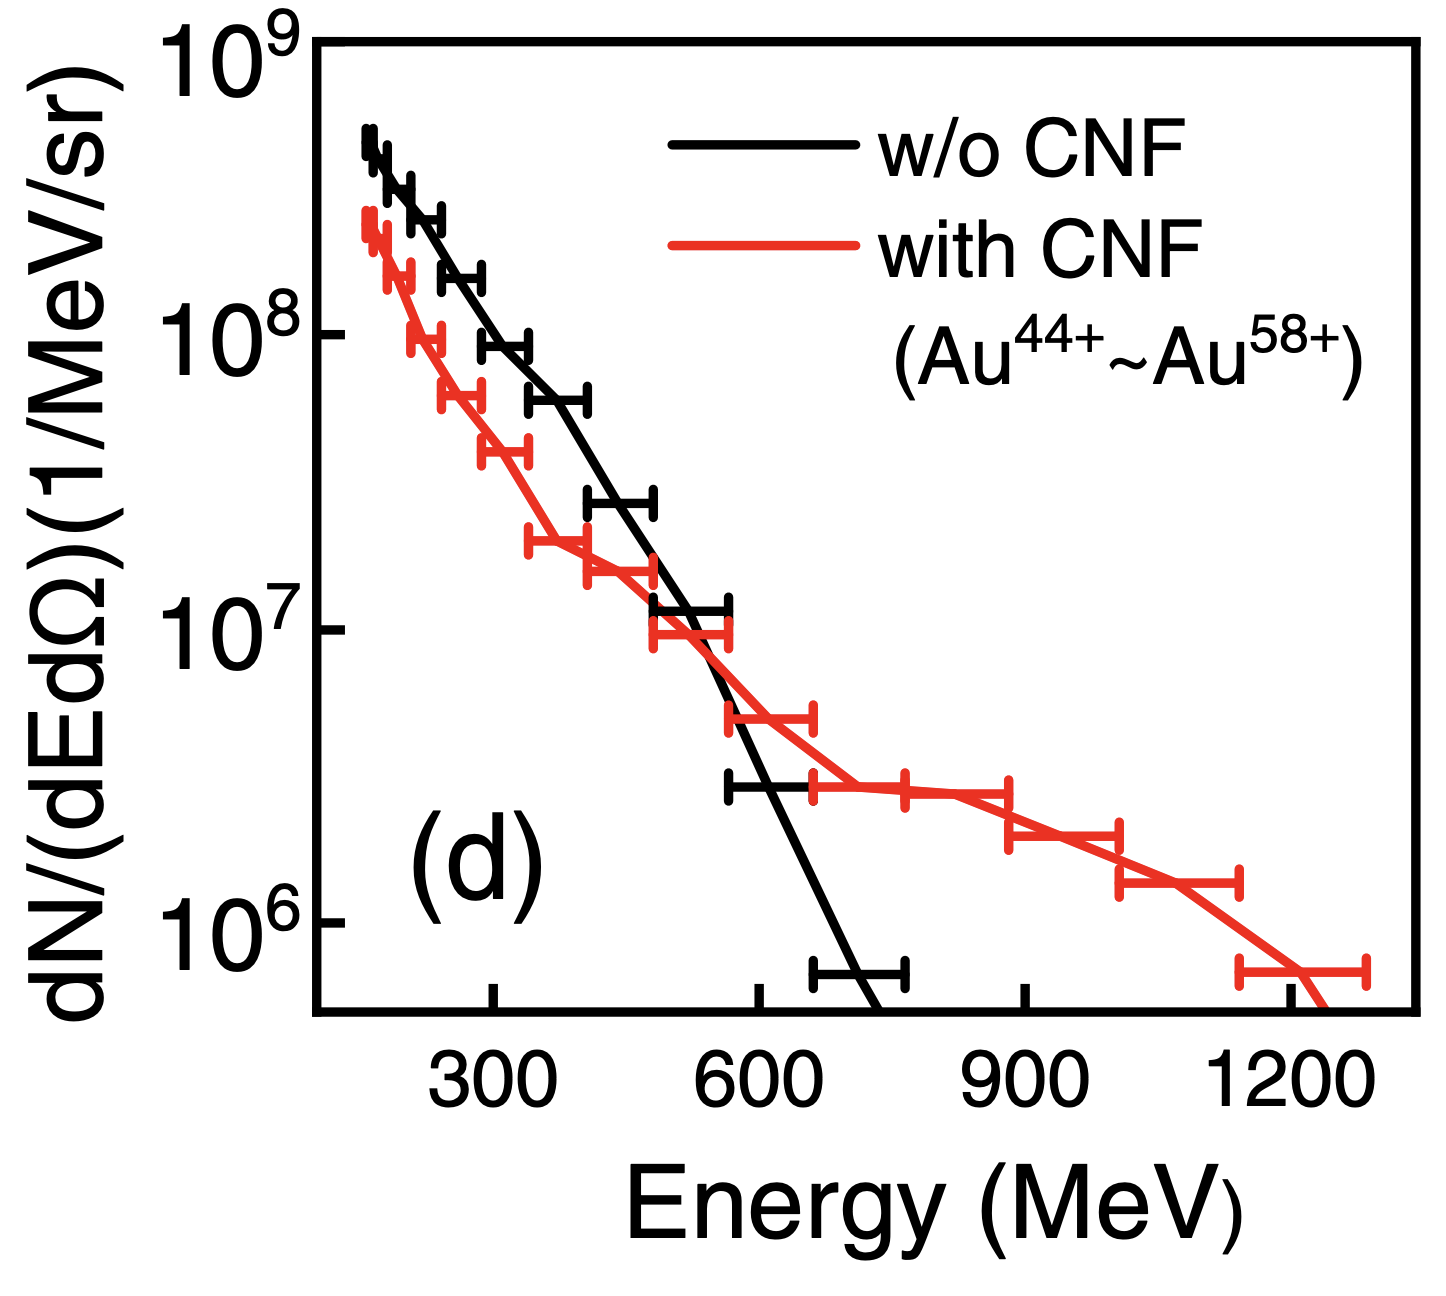 dN/(dEdΩ)(1/MeV/sr)
10⁹
10⁸
10⁷
10⁶
w/o CNF
with CNF
(Au⁴⁴⁺~Au⁵⁸⁺)
(d)
300 600 900 1200
Energy (MeV)